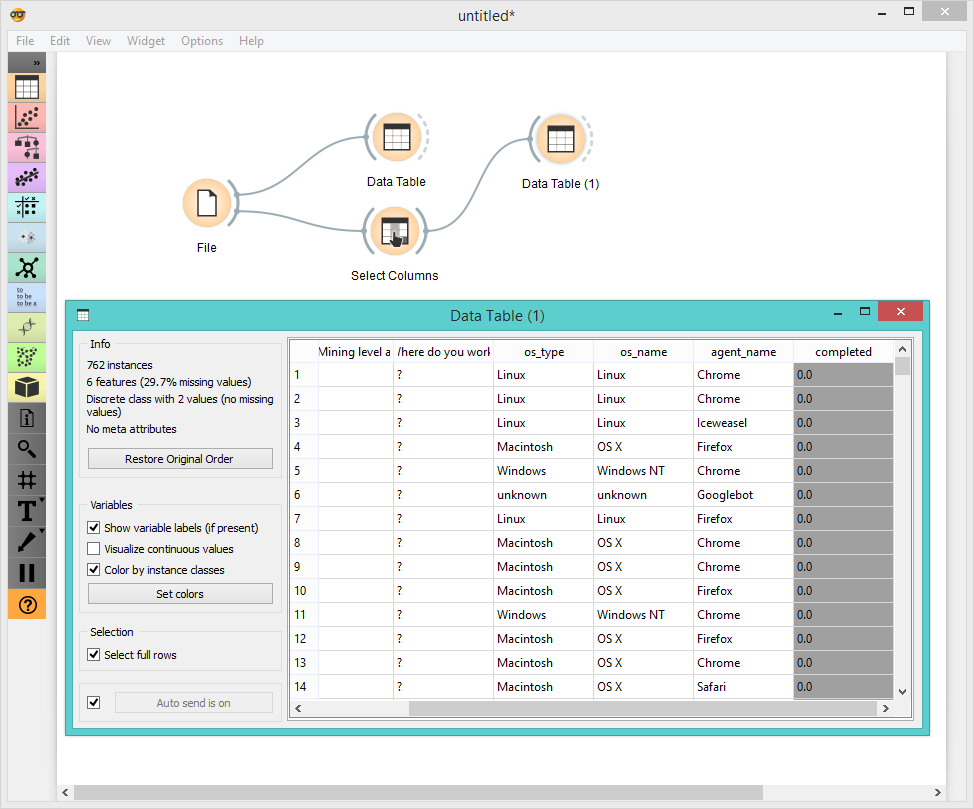 untitled*
File Edit View Widget Options Help
»
Data Table
Data Table (1)
File
Select Columns
to
to be
to be a
T
?
Data Table (1)
Info
762 instances
6 features (29.7% missing values)
Discrete class with 2 values (no missing
values)
No meta attributes
Restore Original Order
Variables
Show variable labels (if present)
Visualize continuous values
Color by instance classes
Set colors
Selection
Select full rows
Auto send is on
Mining level a /here do you work os_type os_name agent_name completed
1 ? Linux Linux Chrome 0.0
2 ? Linux Linux Chrome 0.0
3 ? Linux Linux Iceweasel 0.0
4 ? Macintosh OS X Firefox 0.0
5 ? Windows Windows NT Chrome 0.0
6 ? unknown unknown Googlebot 0.0
7 ? Linux Linux Firefox 0.0
8 ? Macintosh OS X Chrome 0.0
9 ? Macintosh OS X Chrome 0.0
10 ? Macintosh OS X Firefox 0.0
11 ? Windows Windows NT Chrome 0.0
12 ? Macintosh OS X Firefox 0.0
13 ? Macintosh OS X Chrome 0.0
14 ? Macintosh OS X Safari 0.0